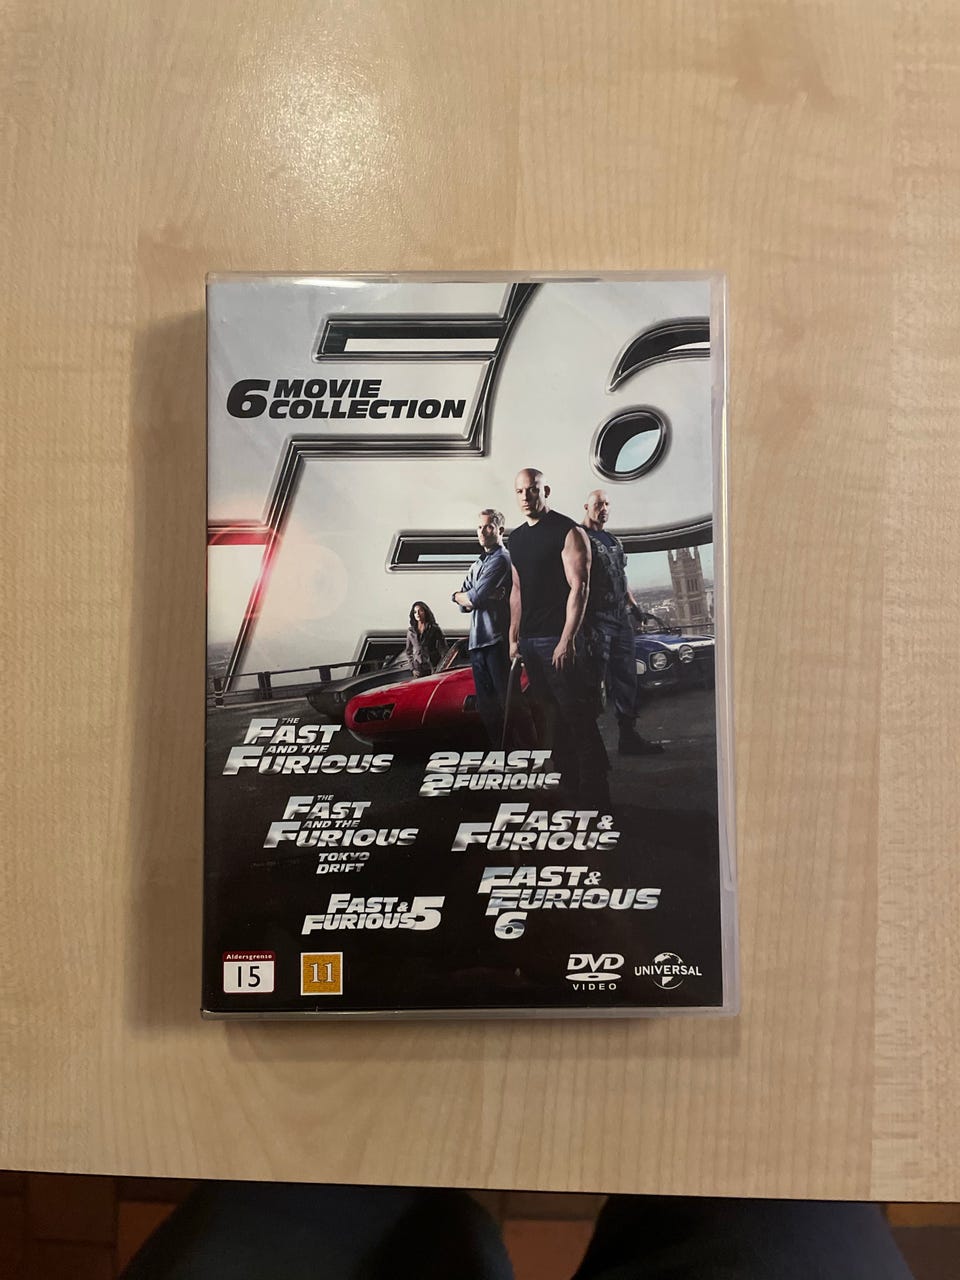 6 MOVIE
COLLECTION
THE
FAST
AND THE
FURIOUS
2 FAST
2 FURIOUS
THE
FAST
AND THE
FURIOUS
TOKYO
DRIFT
FAST &
FURIOUS
FAST &
FURIOUS 5
FAST &
FURIOUS
6
Aldersgrense
15
11
DVD
VIDEO
UNIVERSAL